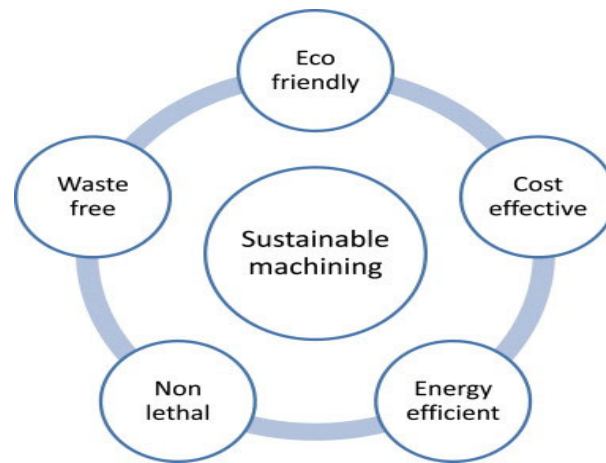 Eco
friendly
Cost
effective
Energy
efficient
Non
lethal
Waste
free
Sustainable
machining